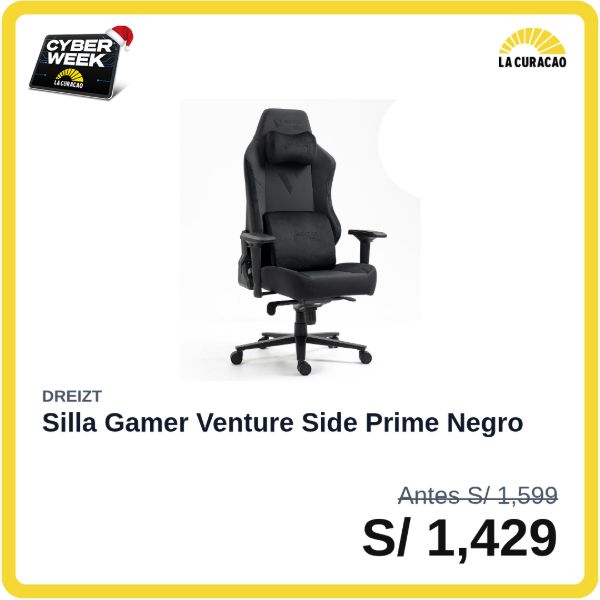 CYBER
WEEK
LA CURACAO
LA CURACAO
DREIZT
Silla Gamer Venture Side Prime Negro
Antes S/ 1,599
S/ 1,429